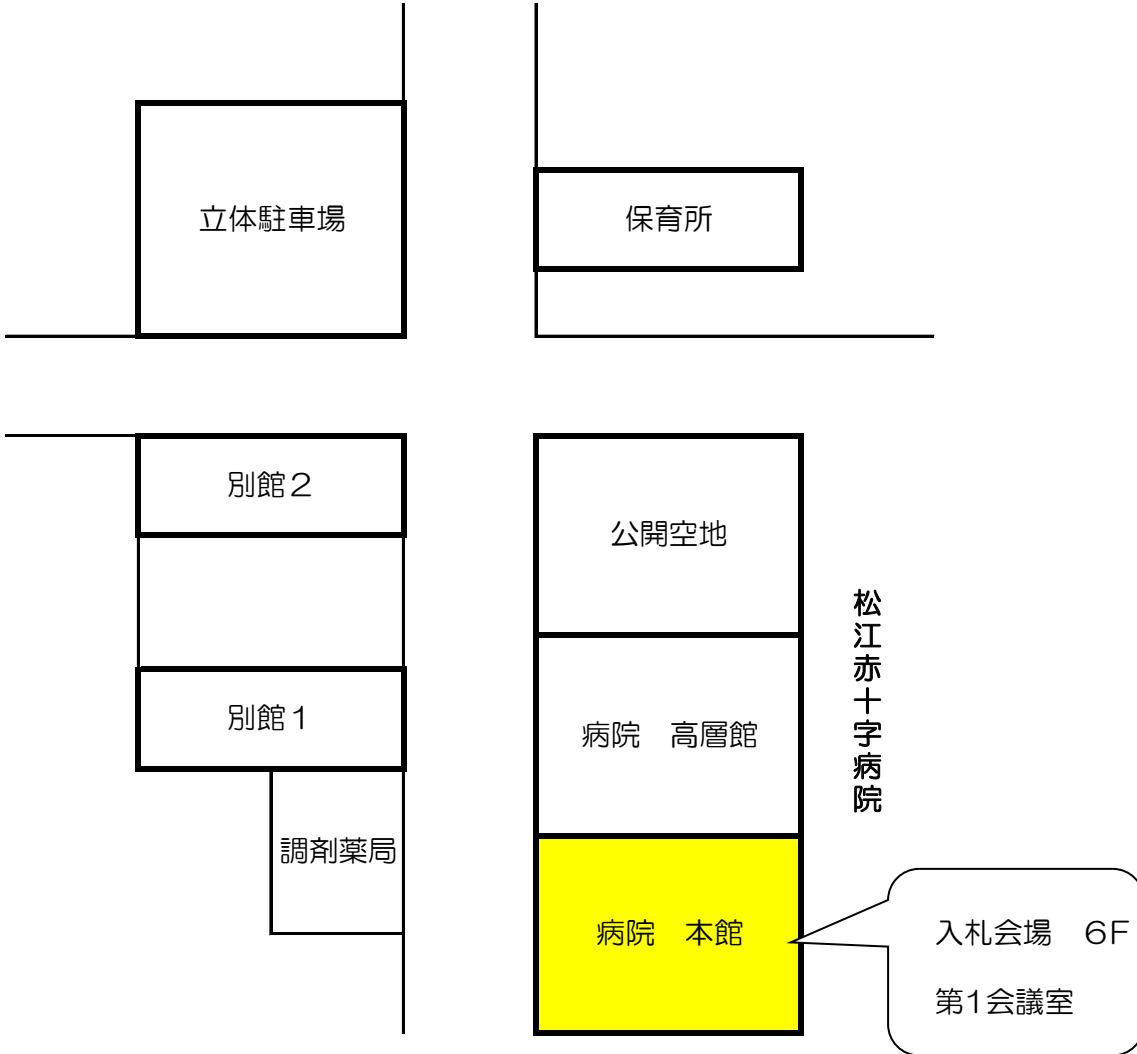 立体駐車場
保育所
別館２
公開空地
松江赤十字病院
別館１
病院　高層館
調剤薬局
病院　本館
入札会場　６F
第1会議室